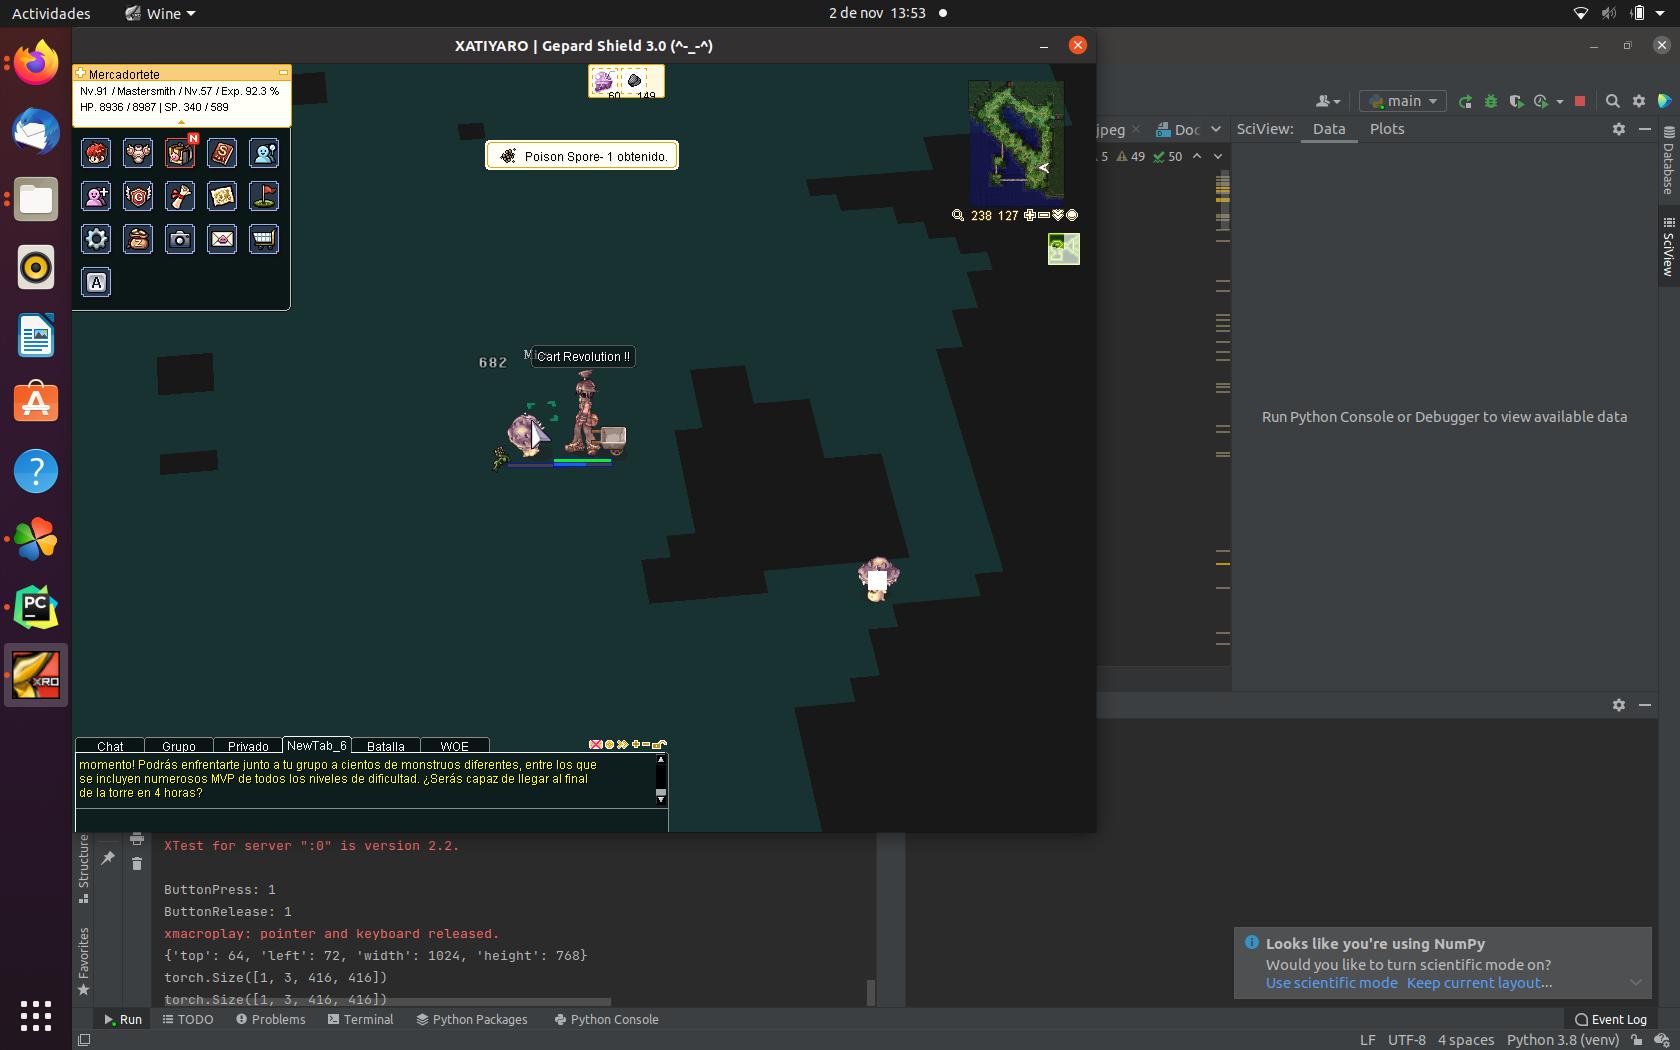 Actividades
Wine
2 de nov 13:53
XATIYARO | Gepard Shield 3.0 (^-_-^)
Mercadortete
Nv.91 / Mastersmith / Nv.57 / Exp. 92.3 %
HP. 8936 / 8987 | SP. 340 / 589
N
A
60
149
Poison Spore- 1 obtenido.
238 127
682
Cart Revolution !!
Chat
Grupo
Privado
NewTab_6
Batalla
WOE
momento! Podrás enfrentarte junto a tu grupo a cientos de monstruos diferentes, entre los que
se incluyen numerosos MVP de todos los niveles de dificultad. ¿Serás capaz de llegar al final
de la torre en 4 horas?
main
jpeg
Doc
SciView:
Data
Plots
5
49
50
Database
SciView
Run Python Console or Debugger to view available data
PC
XRO
Structure
Favorites
XTest for server ":0" is version 2.2.
ButtonPress: 1
ButtonRelease: 1
xmacroplay: pointer and keyboard released.
{'top': 64, 'left': 72, 'width': 1024, 'height': 768}
torch.Size([1, 3, 416, 416])
torch.Size([1, 3, 416, 416])
Looks like you're using NumPy
Would you like to turn scientific mode on?
Use scientific mode Keep current layout...
Run
TODO
Problems
Terminal
Python Packages
Python Console
Event Log
LF UTF-8 4 spaces Python 3.8 (venv)